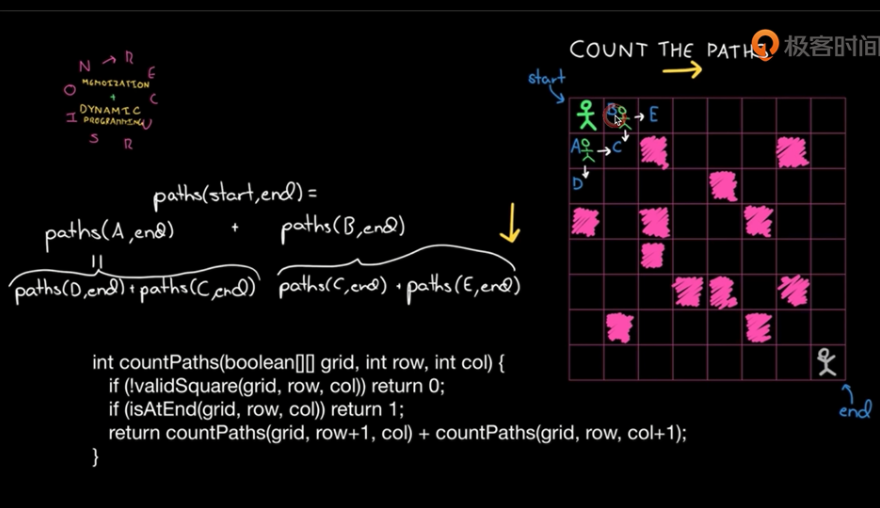 极客时间
COUNT THE PATHS
RECURSION
MEMOIZATION
+
DYNAMIC
PROGRAMMING
start
B
E
A
C
D
paths(start,end) =
paths(A,end) + paths(B,end)
=
paths(D,end) + paths(C,end) paths(C,end) + paths(E,end)
int countPaths(boolean[][] grid, int row, int col) {
if (!validSquare(grid, row, col)) return 0;
if (isAtEnd(grid, row, col)) return 1;
return countPaths(grid, row+1, col) + countPaths(grid, row, col+1);
}
end